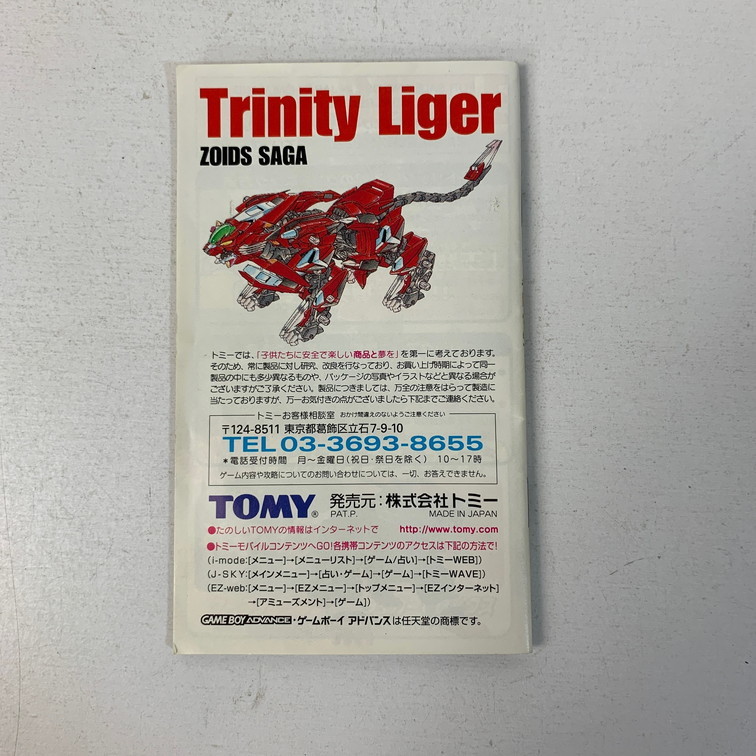 Trinity Liger
ZOIDS SAGA
トミーでは、「子供たちに安全で楽しい商品と夢を」を第一に考えております。
そのため、常に製品に対し研究、改良を行なっており、お買い上げ時期によって同一
製品の中にも多少異なるものや、パッケージの写真やイラストなどと異なる場合が
ございますがご了承ください。製品につきましては、万全の注意をはらって製造に
当たっておりますが、万一お気付きの点がございましたら下記までご連絡ください。
トミーお客様相談室 おかけ間違えのないようご注意ください
〒124-8511 東京都葛飾区立石7-9-10
TEL03-3693-8655
*電話受付時間 月〜金曜日(祝日・祭日を除く) 10〜17時
ゲーム内容や攻略についてのお問い合わせについては、一切、お答えできません。
TOMY® 発売元:株式会社トミー
PAT.P. MADE IN JAPAN
●たのしいTOMYの情報はインターネットで http://www.tomy.com
●トミーモバイルコンテンツへGO!各携帯コンテンツのアクセスは下記の方法で!
(i-mode:[メニュー]→[メニューリスト]→[ゲーム/占い]→[トミーWEB])
(J-SKY:[メインメニュー]→[占い・ゲーム]→[ゲーム]→[トミーWAVE])
(EZ-web:[メニュー]→[EZメニュー]→[トップメニュー]→[EZインターネット]
→[アミューズメント]→[ゲーム])
GAME BOY ADVANCE・ゲームボーイ アドバンスは任天堂の商標です。